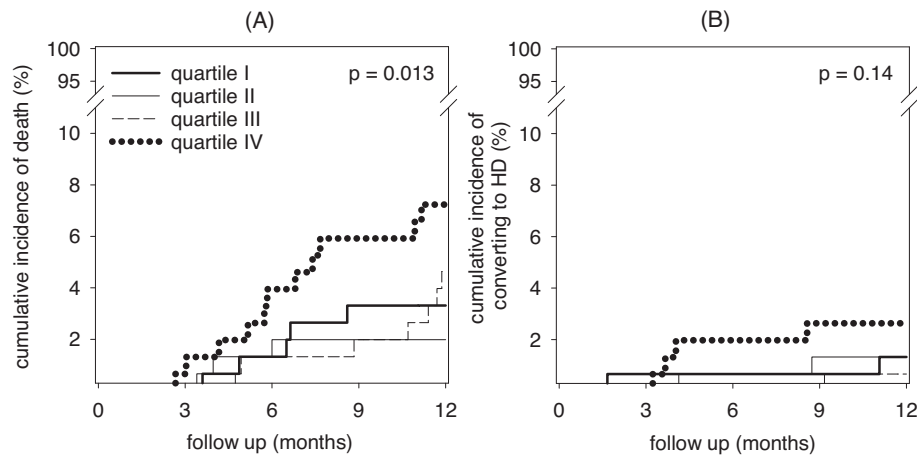 (A)
cumulative incidence of death (%)
100
95
10
8
6
4
2
quartile I
quartile II
quartile III
quartile IV
p = 0.013
0
3
6
9
12
follow up (months)
(B)
cumulative incidence of
converting to HD (%)
100
95
10
8
6
4
2
p = 0.14
0
3
6
9
12
follow up (months)